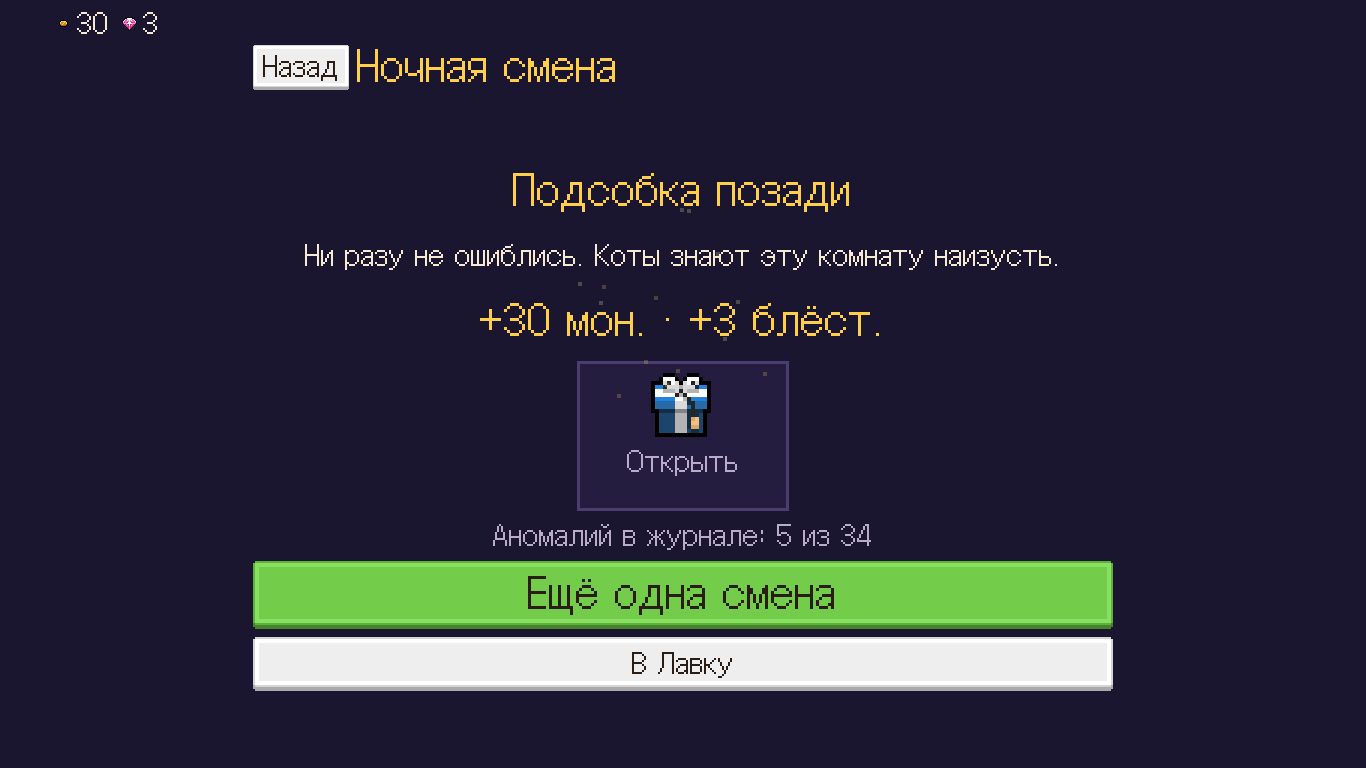 30 3
Назад Ночная смена
Подсобка позади
Ни разу не ошиблись. Коты знают эту комнату наизусть.
+30 мон. · +3 блёст.
Открыть
Аномалий в журнале: 5 из 34
Ещё одна смена
В Лавку